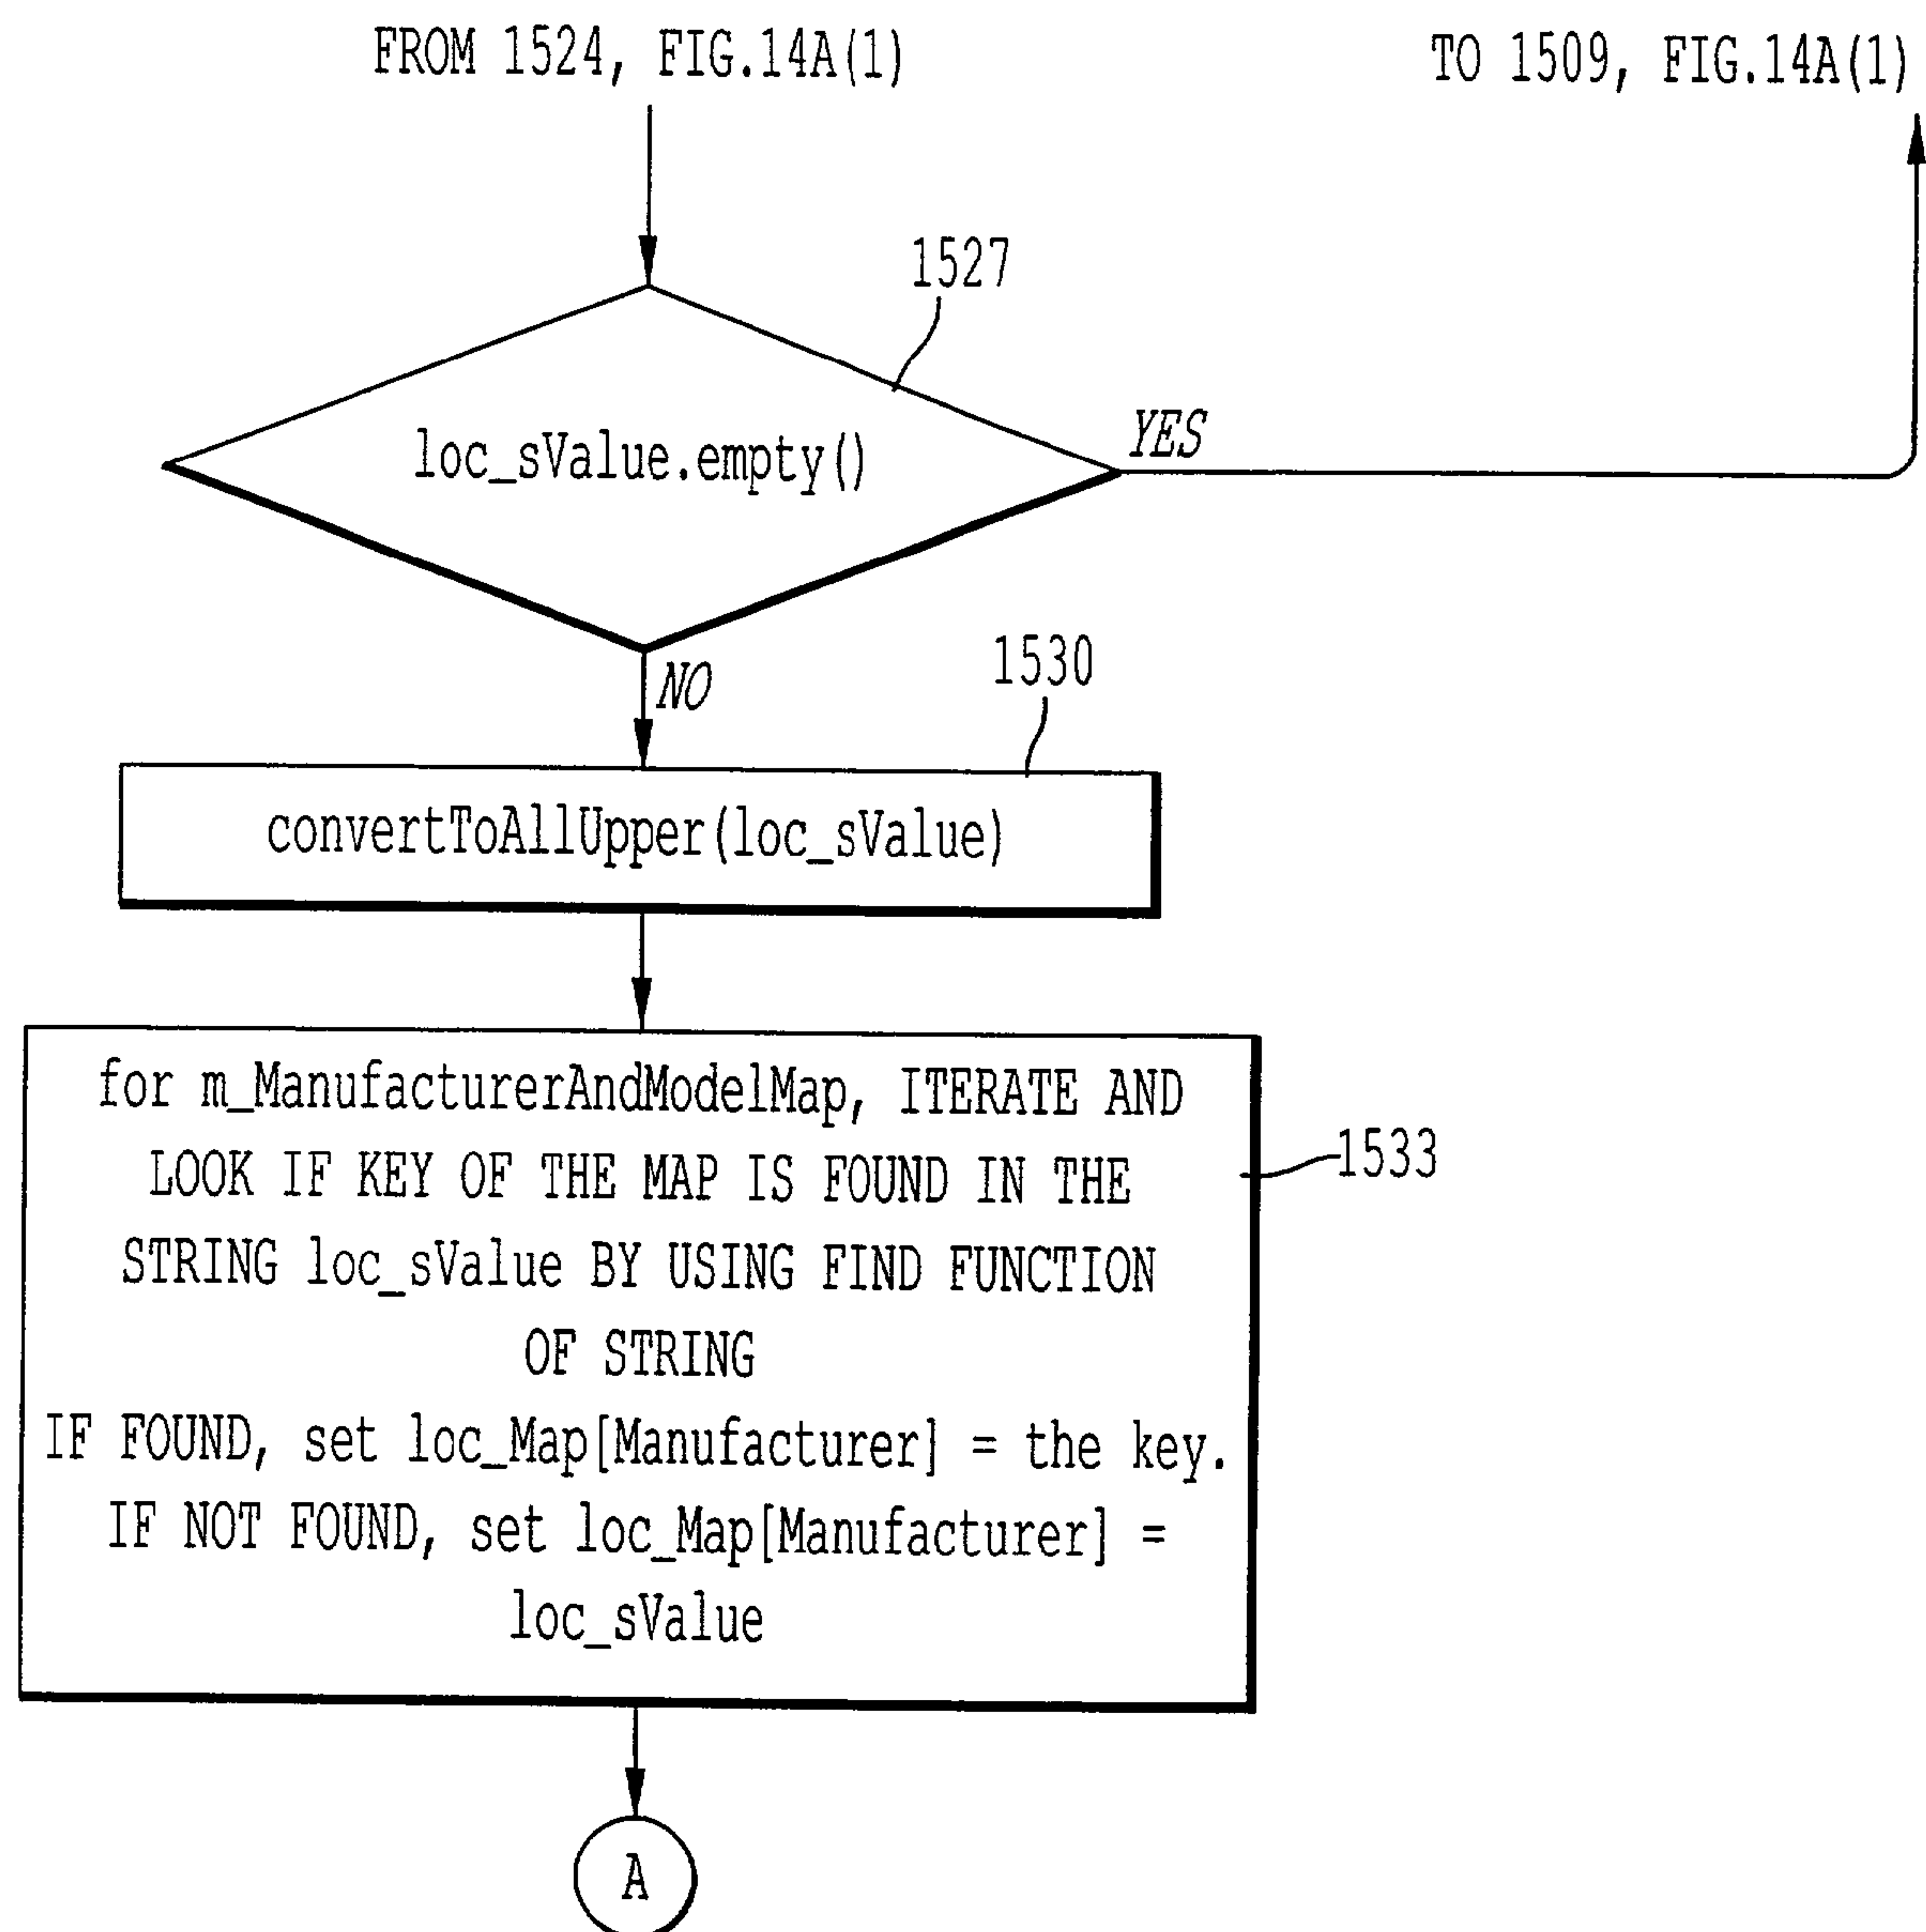 FROM 1524, FIG.14A(1)
TO 1509, FIG.14A(1)
1527
loc_sValue.empty()
YES
NO
1530
convertToAllUpper(loc_sValue)
for m_ManufacturerAndModelMap, ITERATE AND
LOOK IF KEY OF THE MAP IS FOUND IN THE
STRING loc_sValue BY USING FIND FUNCTION
OF STRING
IF FOUND, set loc_Map[Manufacturer] = the key.
IF NOT FOUND, set loc_Map[Manufacturer] =
loc_sValue
1533
A